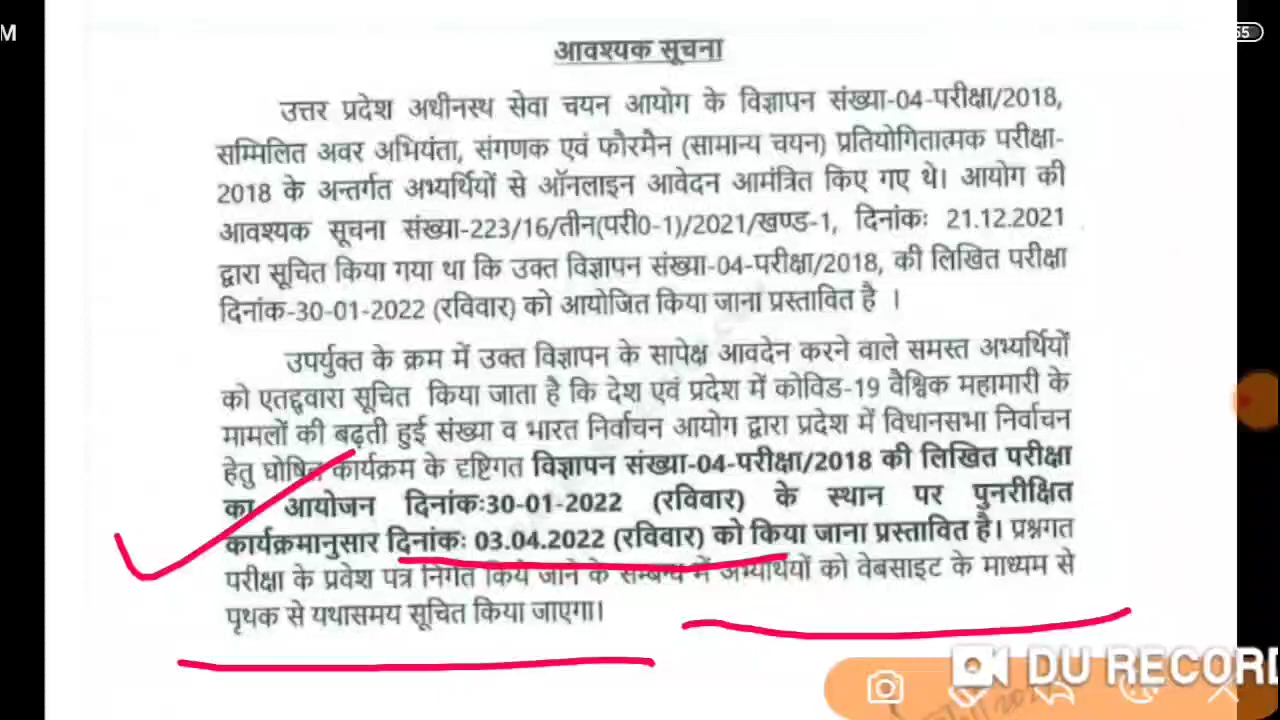 M
55
आवश्यक सूचना
उत्तर प्रदेश अधीनस्थ सेवा चयन आयोग के विज्ञापन संख्या-04-परीक्षा/2018,
सम्मिलित अवर अभियंता, संगणक एवं फौरमैन (सामान्य चयन) प्रतियोगितात्मक परीक्षा-
2018 के अन्तर्गत अभ्यर्थियों से ऑनलाइन आवेदन आमंत्रित किए गए थे। आयोग की
आवश्यक सूचना संख्या-223/16/तीन(परी0-1)/2021/खण्ड-1, दिनांकः 21.12.2021
द्वारा सूचित किया गया था कि उक्त विज्ञापन संख्या-04-परीक्षा/2018, की लिखित परीक्षा
दिनांक-30-01-2022 (रविवार) को आयोजित किया जाना प्रस्तावित है ।
उपर्युक्त के क्रम में उक्त विज्ञापन के सापेक्ष आवदेन करने वाले समस्त अभ्यर्थियों
को एतद्द्वारा सूचित किया जाता है कि देश एवं प्रदेश में कोविड-19 वैश्विक महामारी के
मामलों की बढ़ती हुई संख्या व भारत निर्वाचन आयोग द्वारा प्रदेश में विधानसभा निर्वाचन
हेतु घोषित कार्यक्रम के दृष्टिगत विज्ञापन संख्या-04-परीक्षा/2018 की लिखित परीक्षा
का आयोजन दिनांकः30-01-2022 (रविवार) के स्थान पर पुनरीक्षित
कार्यक्रमानुसार दिनांकः 03.04.2022 (रविवार) को किया जाना प्रस्तावित है। प्रश्नगत
परीक्षा के प्रवेश पत्र निर्गत किये जाने के सम्बन्ध में अभ्यर्थियों को वेबसाइट के माध्यम से
पृथक से यथासमय सूचित किया जाएगा।
DU RECORD